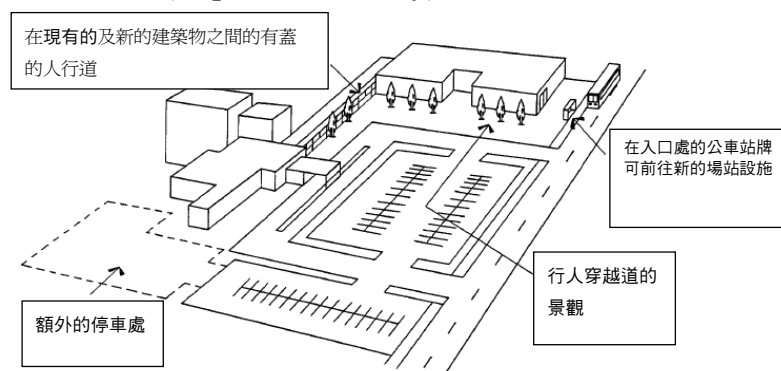 在現有的及新的建築物之間的有蓋
的人行道
在入口處的公車站牌
可前往新的場站設施
行人穿越道的
景觀
額外的停車處